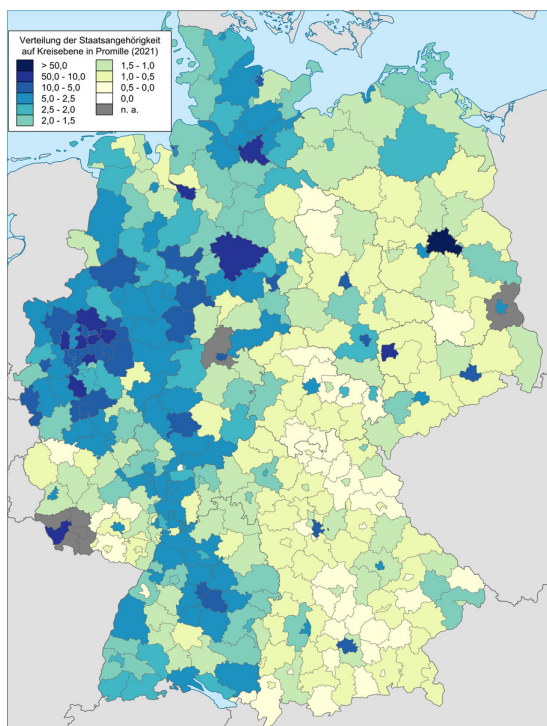 Verteilung der Staatsangehörigkeit
auf Kreisebene in Promille (2021)
> 50,0
50,0 - 10,0
10,0 - 5,0
5,0 - 2,5
2,5 - 2,0
2,0 - 1,5
1,5 - 1,0
1,0 - 0,5
0,5 - 0,0
0,0
n. a.